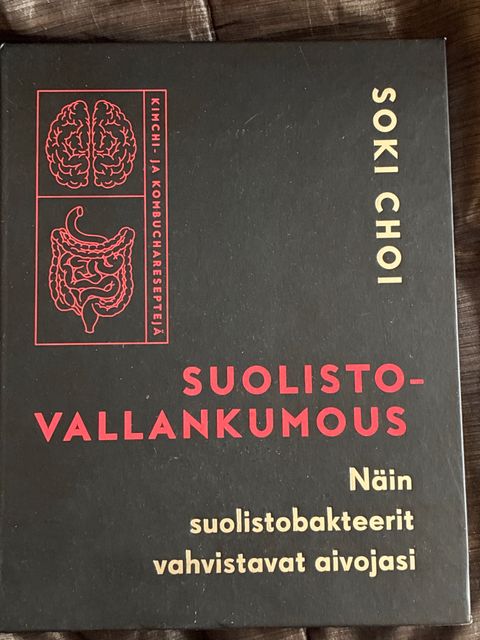 SOKI CHOI
KIMCHI- JA KOMBUCHARESEPTEJÄ
SUOLISTO-
VALLANKUMOUS
Näin
suolistobakteerit
vahvistavat aivojasi